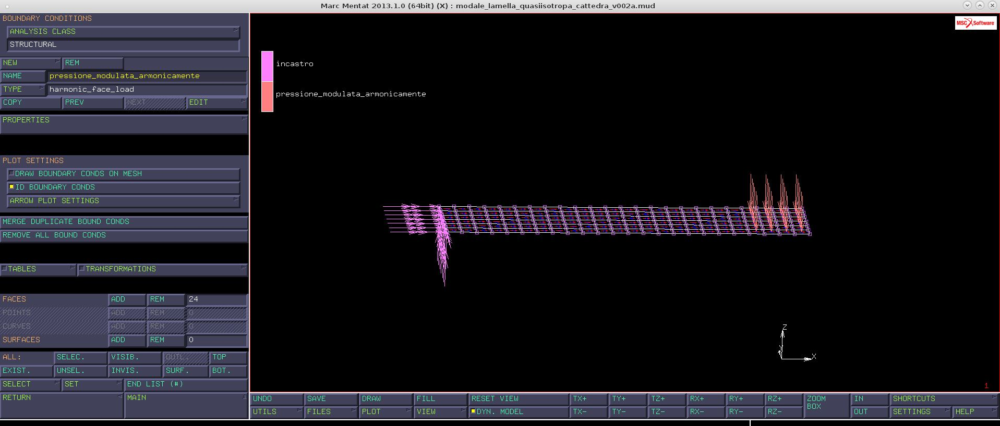 Marc Mentat 2013.1.0 (64bit) (X) : modale_lamella_quasiisotropa_cattedra_v002a.mud
BOUNDARY CONDITIONS
ANALYSIS CLASS
STRUCTURAL
NEW REM
NAME pressione_modulata_armonicamente
TYPE harmonic_face_load
COPY PREV NEXT EDIT
PROPERTIES
PLOT SETTINGS
DRAW BOUNDARY CONDS ON MESH
ID BOUNDARY CONDS
ARROW PLOT SETTINGS
MERGE DUPLICATE BOUND CONDS
REMOVE ALL BOUND CONDS
TABLES TRANSFORMATIONS
FACES ADD REM 24
POINTS ADD REM 0
CURVES ADD REM 0
SURFACES ADD REM 0
ALL: SELEC. VISIB. OUTL. TOP
EXIST. UNSEL. INVIS. SURF. BOT.
SELECT SET END LIST (#)
RETURN MAIN
MSC Software
incastro
pressione_modulata_armonicamente
Z
Y
X
1
UNDO SAVE DRAW FILL RESET VIEW TX+ TY+ TZ+ RX+ RY+ RZ+ ZOOM BOX IN SHORTCUTS
UTILS FILES PLOT VIEW DYN. MODEL TX- TY- TZ- RX- RY- RZ- OUT SETTINGS HELP